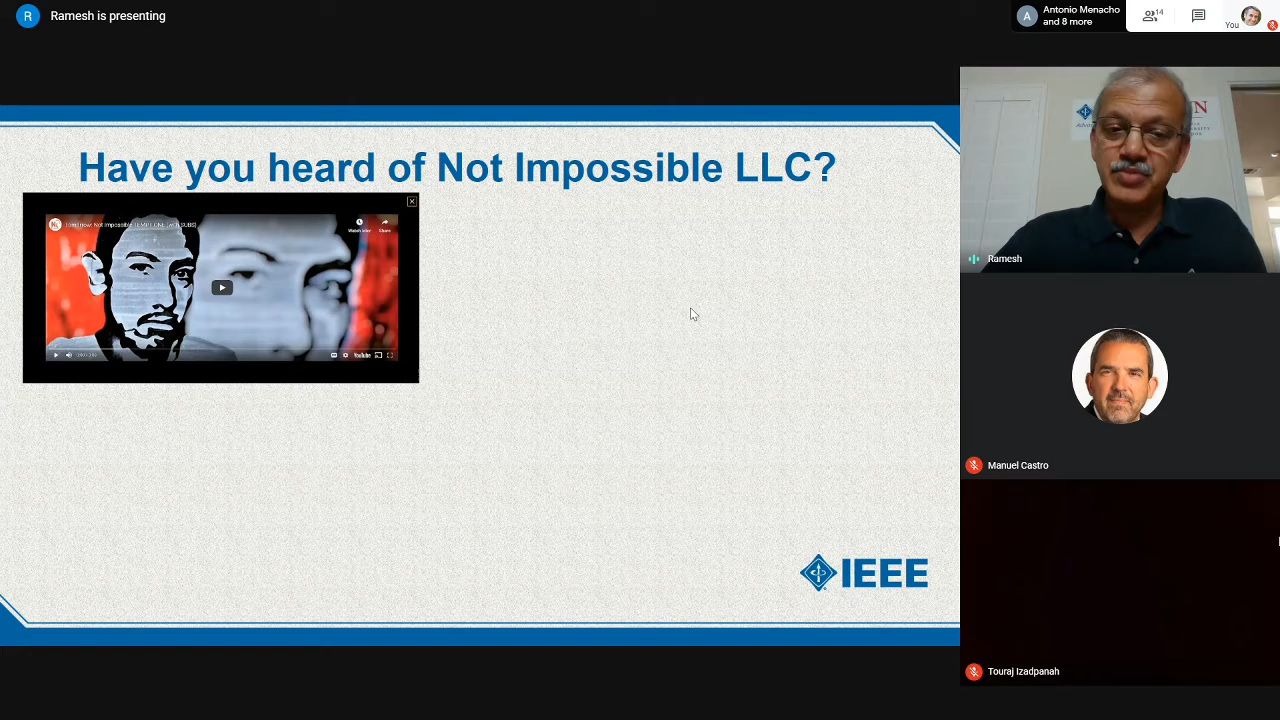 R
Ramesh is presenting
A
Antonio Menacho
and 8 more
14
You
Have you heard of Not Impossible LLC?
Watch later
Share
YouTube
IEEE
Ramesh
Manuel Castro
Touraj Izadpanah